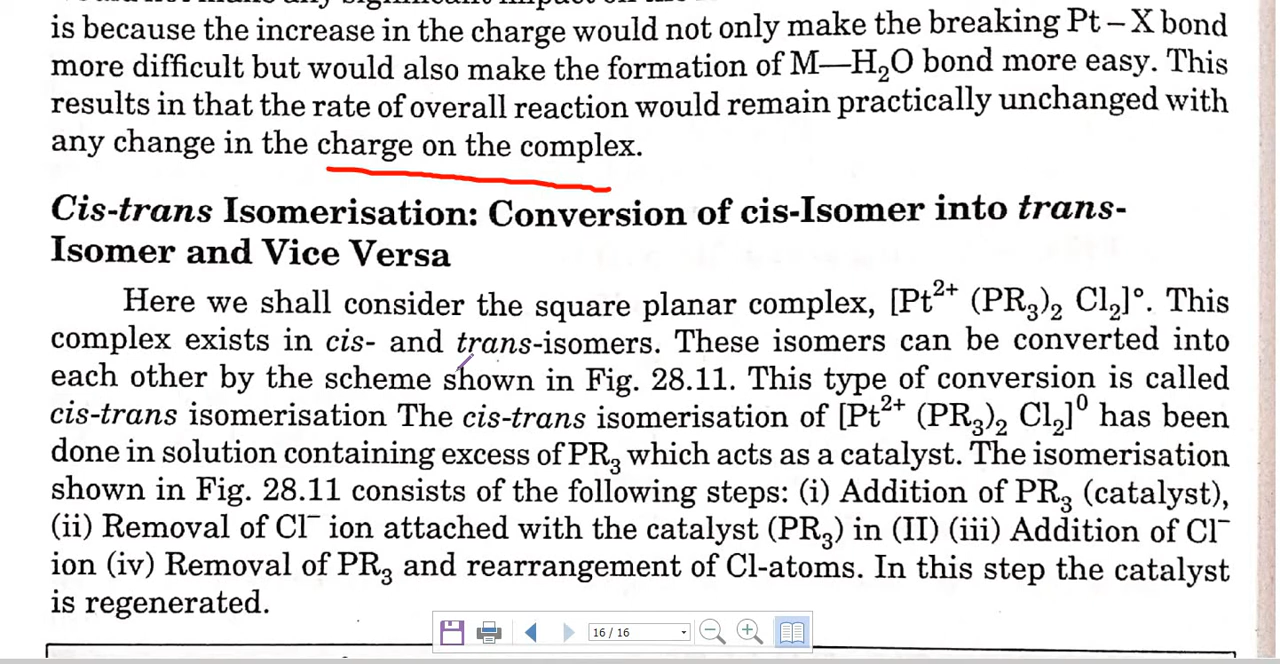 is because the increase in the charge would not only make the breaking Pt – X bond
more difficult but would also make the formation of M—H₂O bond more easy. This
results in that the rate of overall reaction would remain practically unchanged with
any change in the charge on the complex.
Cis-trans Isomerisation: Conversion of cis-Isomer into trans-
Isomer and Vice Versa
Here we shall consider the square planar complex, [Pt²⁺ (PR₃)₂ Cl₂]°. This
complex exists in cis- and trans-isomers. These isomers can be converted into
each other by the scheme shown in Fig. 28.11. This type of conversion is called
cis-trans isomerisation The cis-trans isomerisation of [Pt²⁺ (PR₃)₂ Cl₂]⁰ has been
done in solution containing excess of PR₃ which acts as a catalyst. The isomerisation
shown in Fig. 28.11 consists of the following steps: (i) Addition of PR₃ (catalyst),
(ii) Removal of Cl⁻ ion attached with the catalyst (PR₃) in (II) (iii) Addition of Cl⁻
ion (iv) Removal of PR₃ and rearrangement of Cl-atoms. In this step the catalyst
is regenerated.
16 / 16